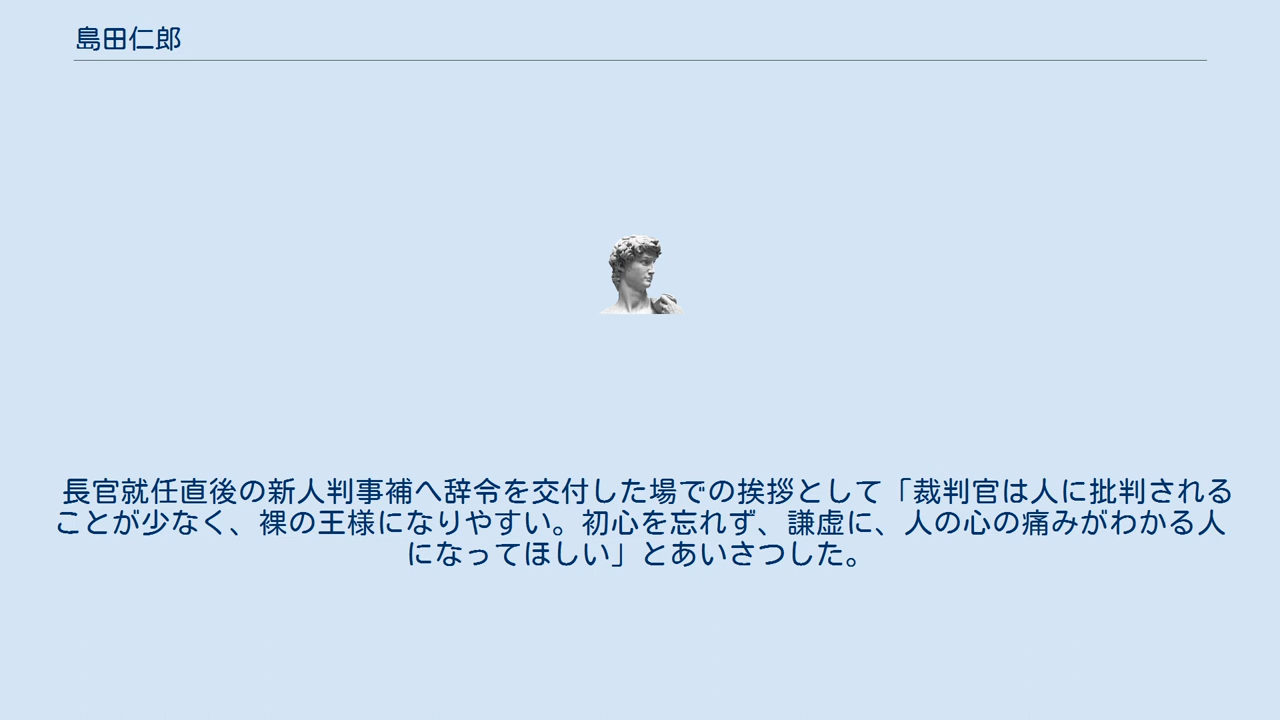 島田仁郎
長官就任直後の新人判事補へ辞令を交付した場での挨拶として「裁判官は人に批判される
ことが少なく、裸の王様になりやすい。初心を忘れず、謙虚に、人の心の痛みがわかる人
になってほしい」とあいさつした。